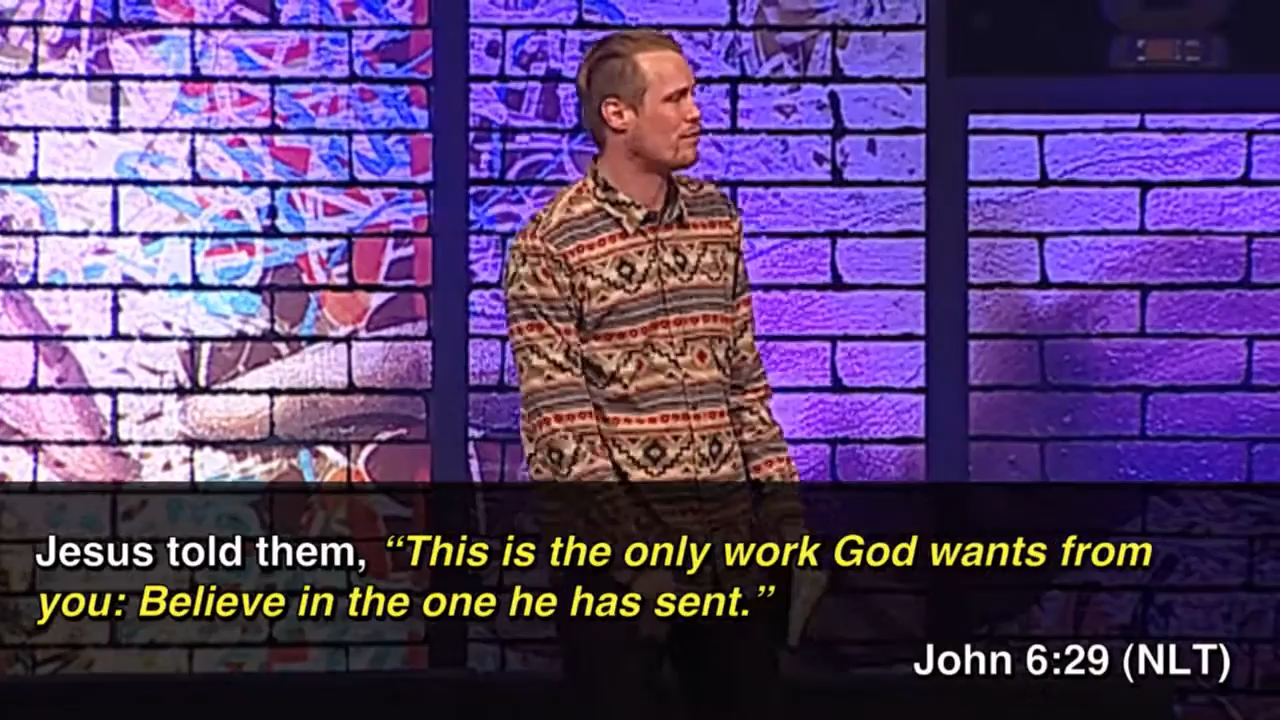 Jesus told them, “This is the only work God wants from
you: Believe in the one he has sent.”
John 6:29 (NLT)